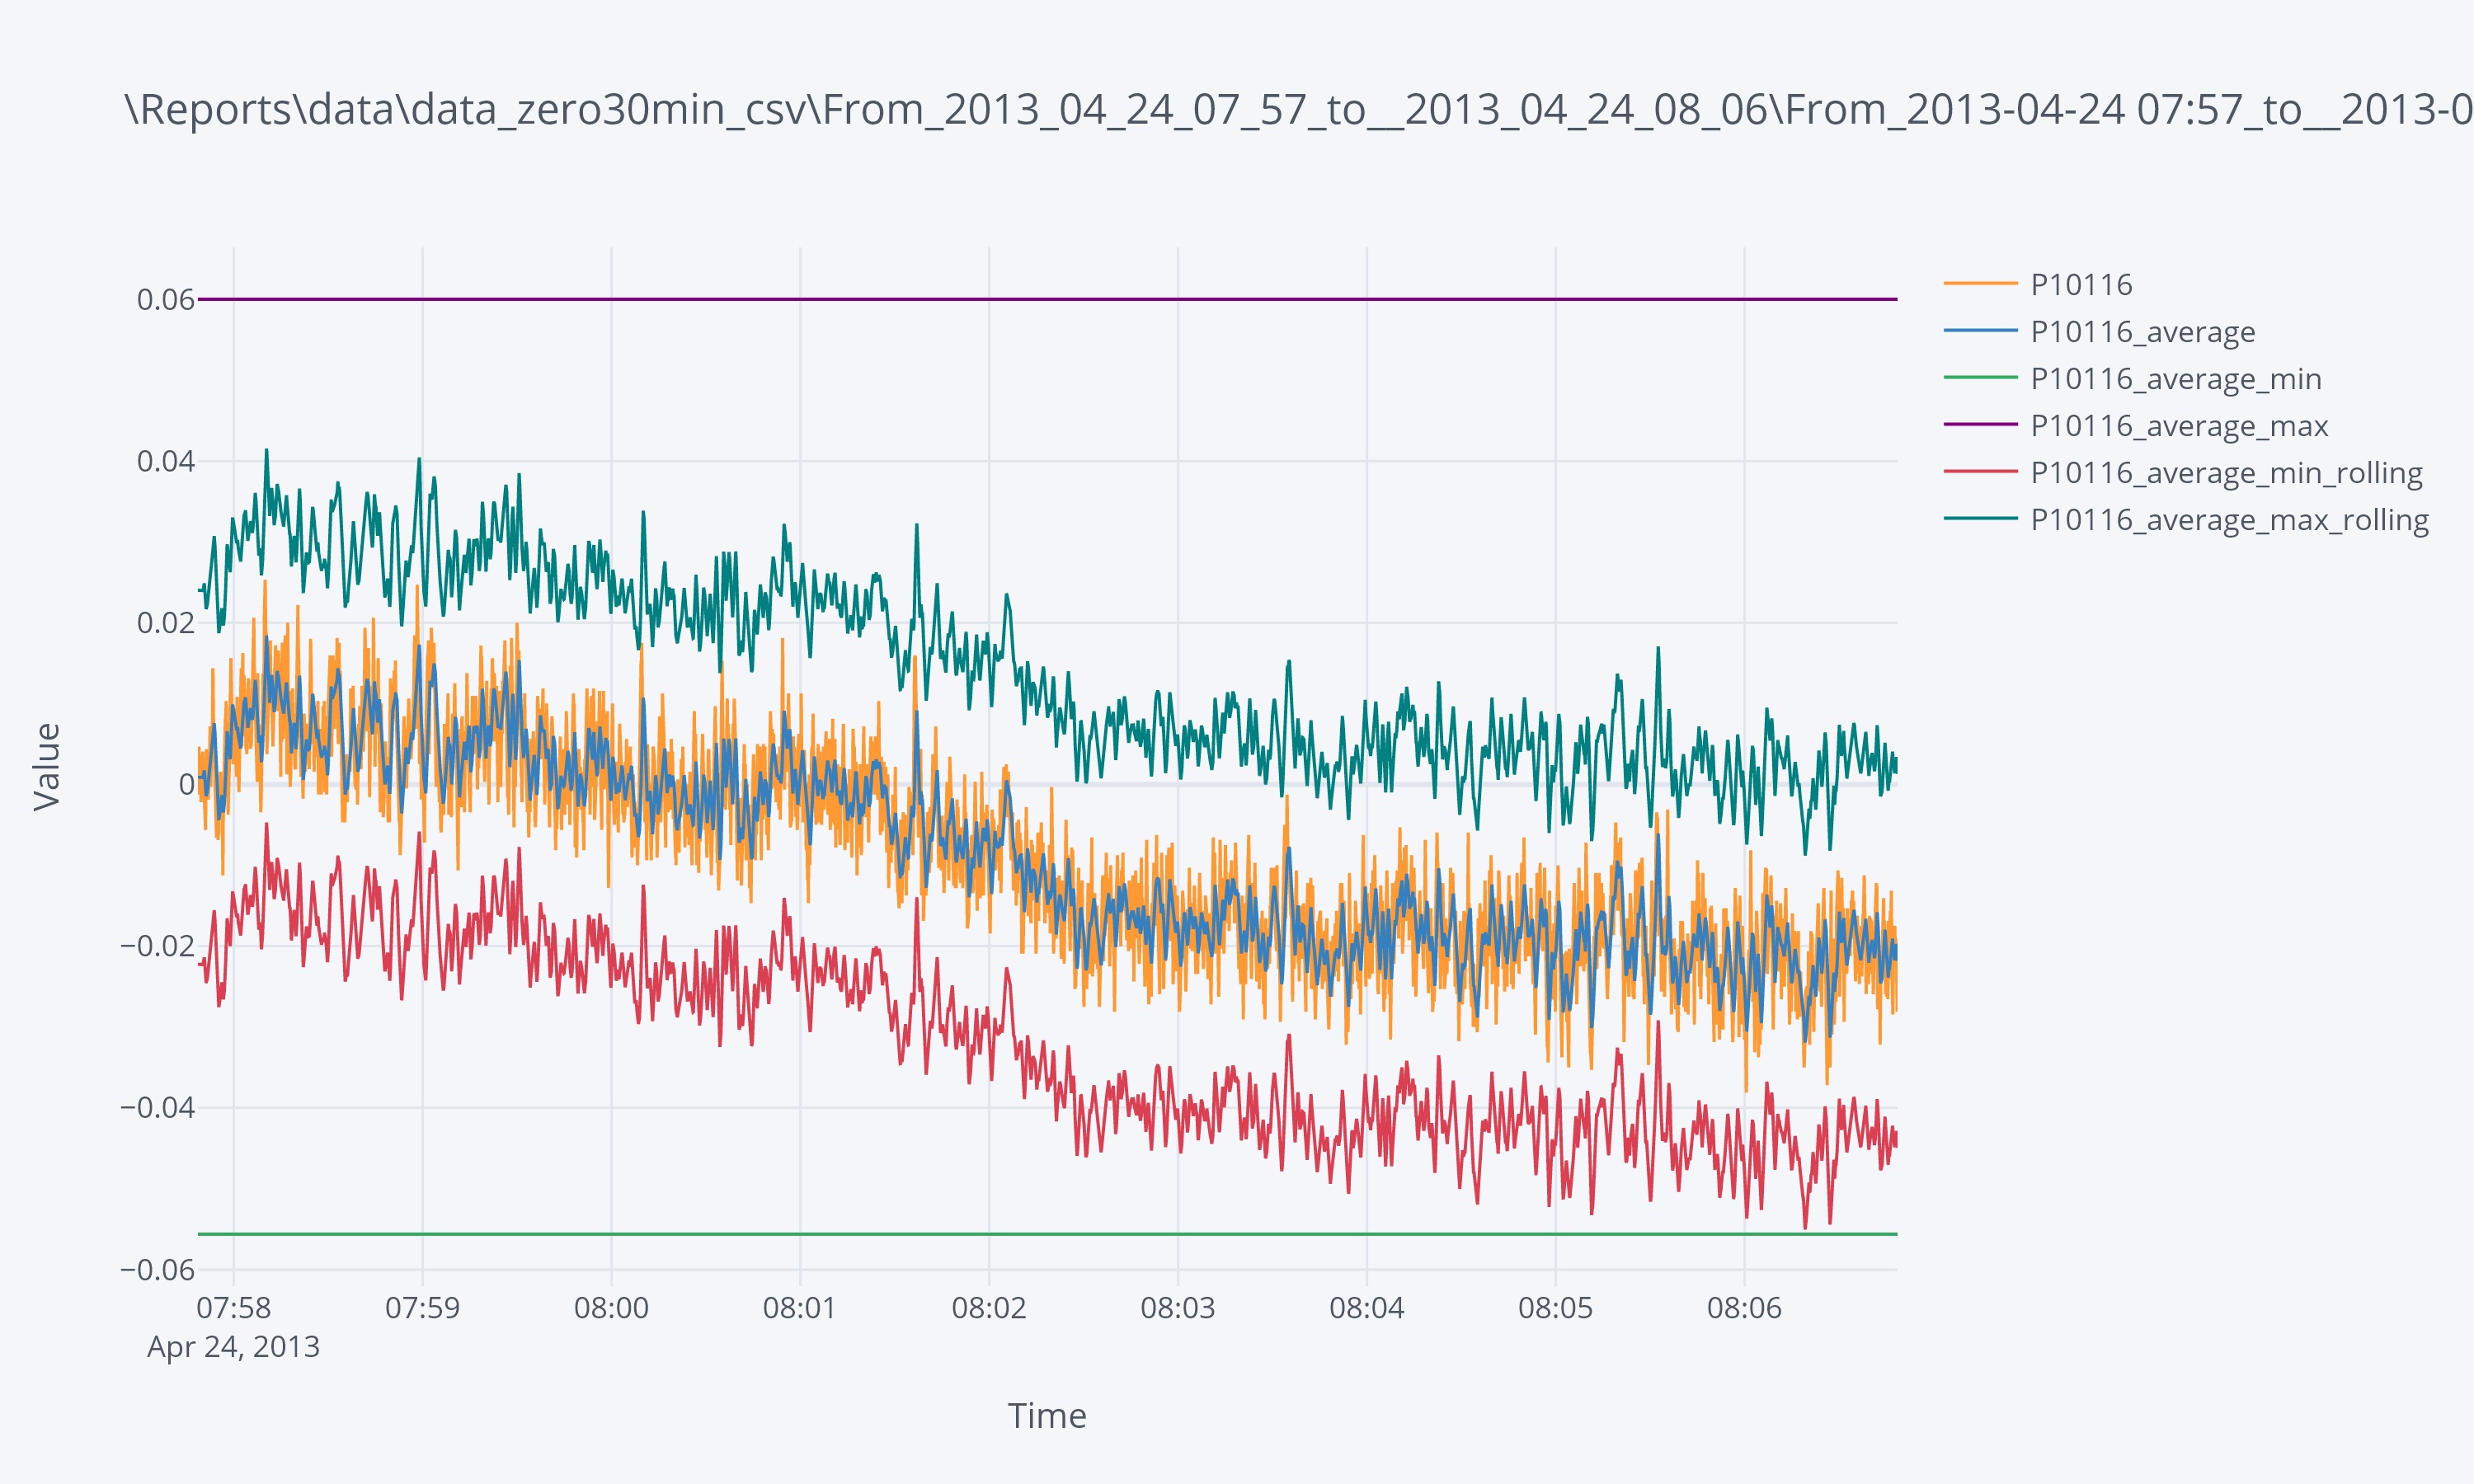 \Reports\data\data_zero30min_csv\From_2013_04_24_07_57_to__2013_04_24_08_06\From_2013-04-24 07:57_to__2013-0
P10116
P10116_average
P10116_average_min
P10116_average_max
P10116_average_min_rolling
P10116_average_max_rolling
Value
0.06
0.04
0.02
0
−0.02
−0.04
−0.06
07:58 07:59 08:00 08:01 08:02 08:03 08:04 08:05 08:06
Apr 24, 2013
Time